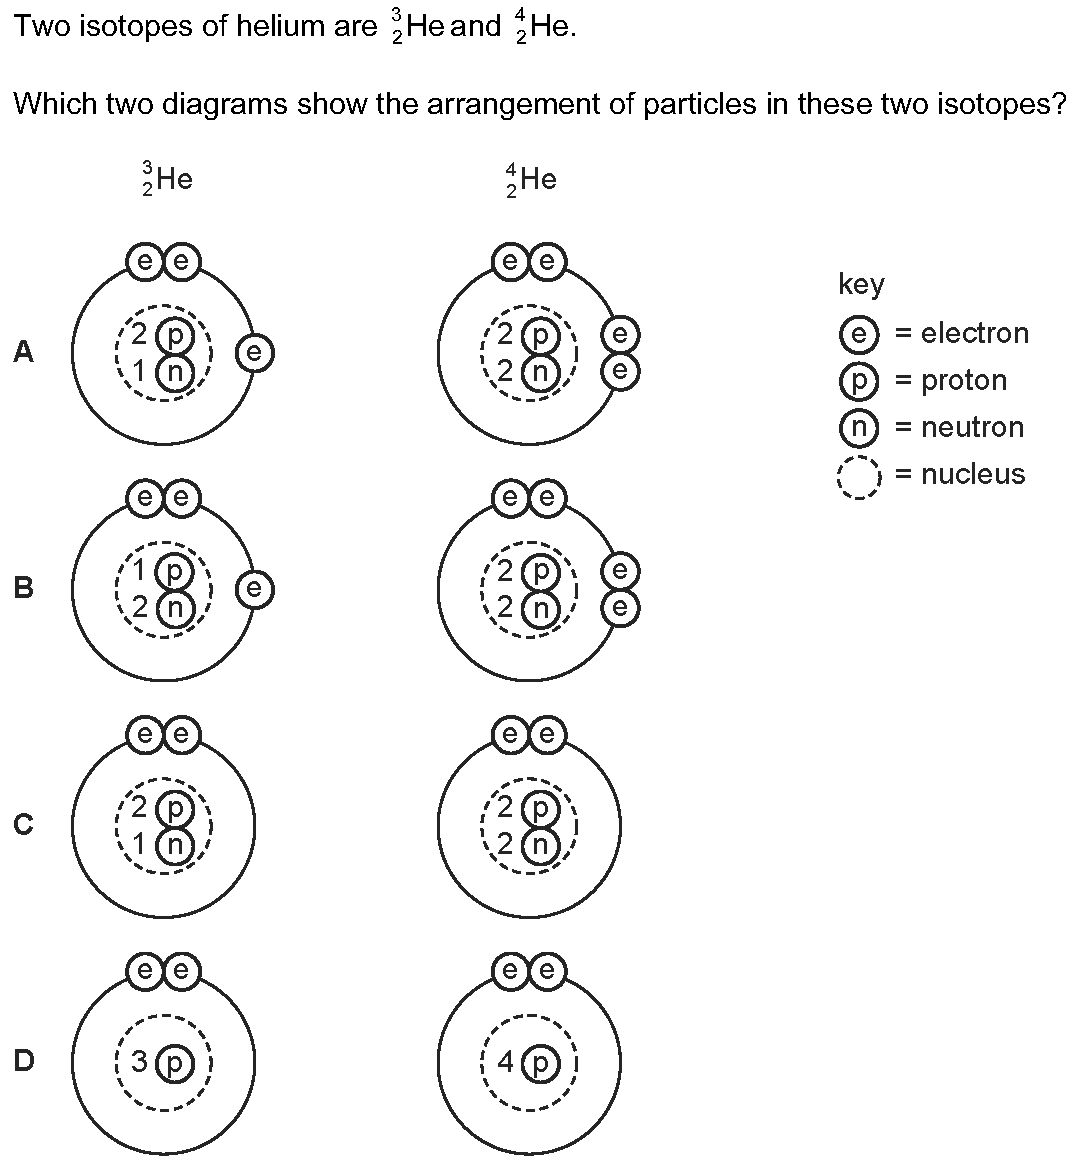 Two isotopes of helium are ³₂He and ⁴₂He.
Which two diagrams show the arrangement of particles in these two isotopes?
³₂He ⁴₂He
A
e e
2 p
1 n
e
e e
2 p
2 n
e
e
B
e e
1 p
2 n
e
e e
2 p
2 n
e
e
C
e e
2 p
1 n
e e
2 p
2 n
D
e e
3 p
e e
4 p
key
e = electron
p = proton
n = neutron
= nucleus